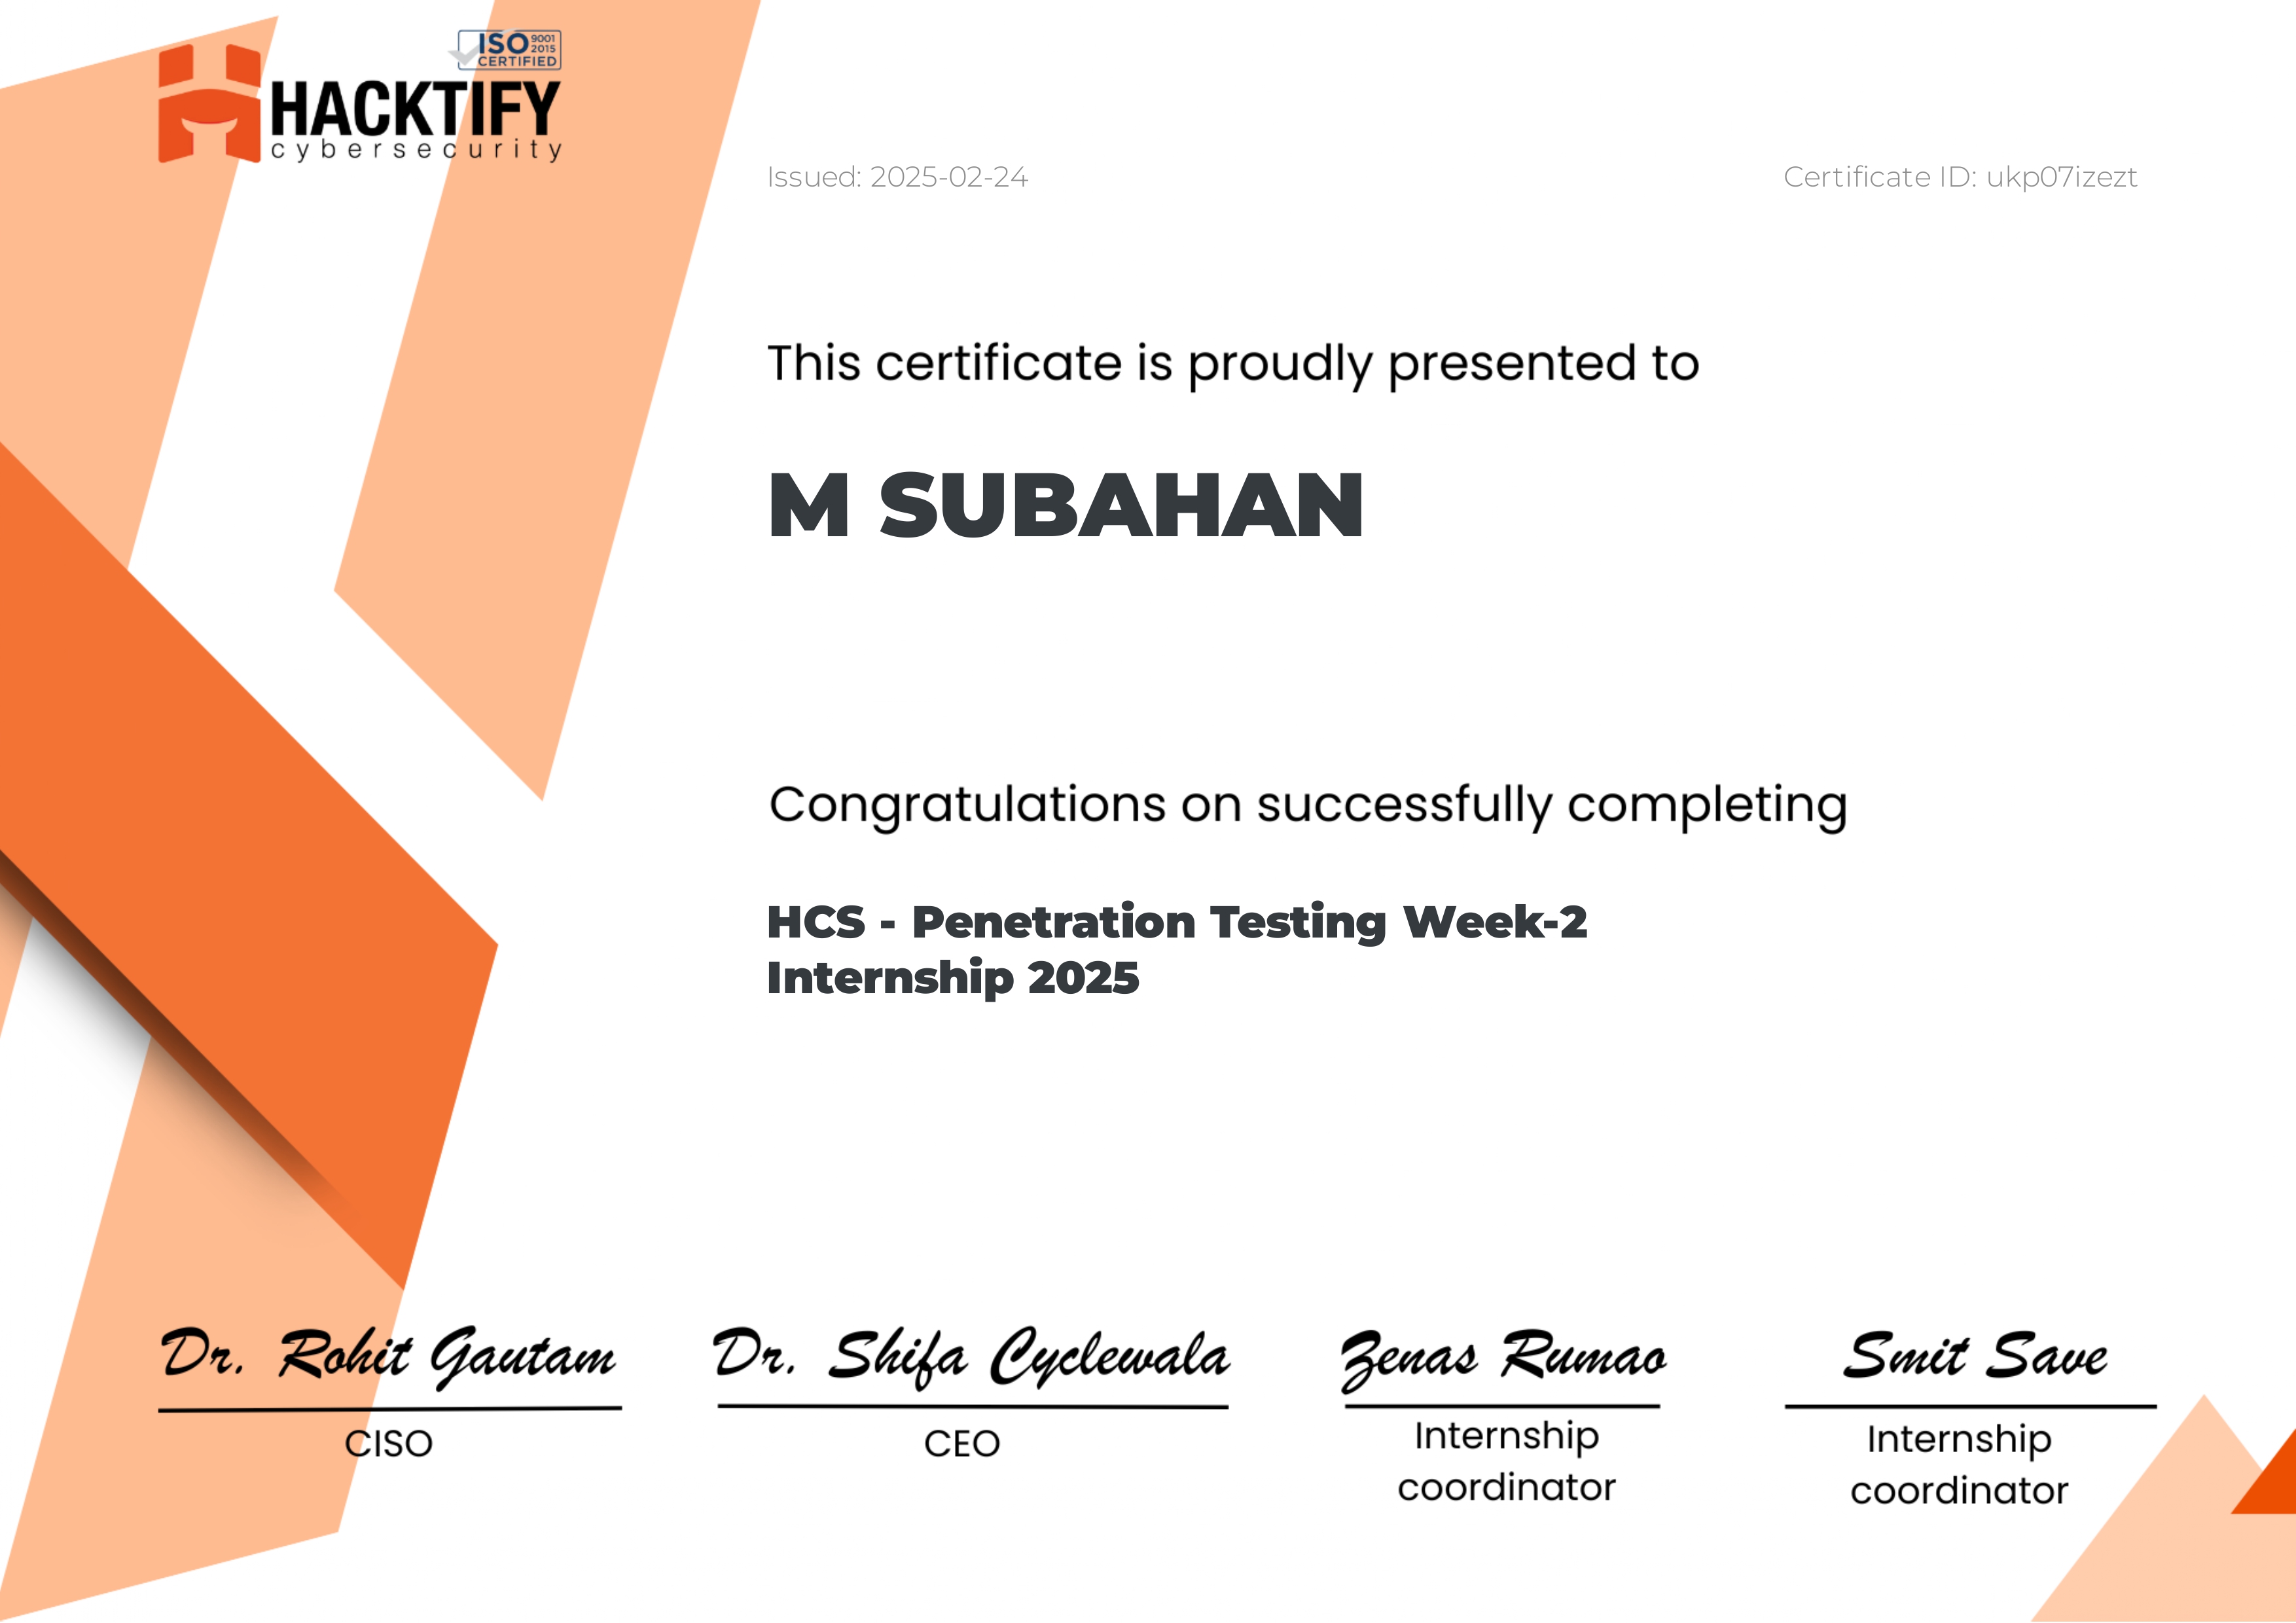 ISO 9001 2015
CERTIFIED
HACKTIFY
cybersecurity
Issued: 2025-02-24
Certificate ID: ukp07izezt
This certificate is proudly presented to
M SUBAHAN
Congratulations on successfully completing
HCS - Penetration Testing Week-2
Internship 2025
Dr. Rohit Gautam
CISO
Dr. Shifa Cyclewala
CEO
Zenas Rumao
Internship
coordinator
Smit Save
Internship
coordinator